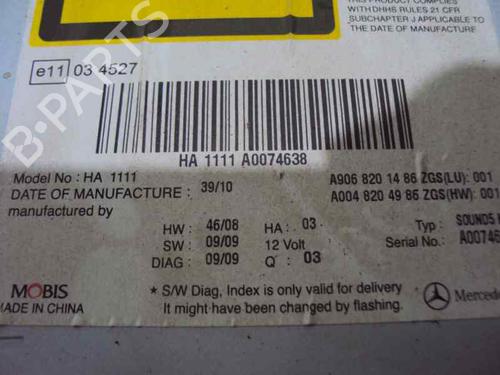 THIS PRODUCT COMPLIES
WITH DHHS RULES 21 CFR
SUBCHAPTER J APPLICABLE TO
THE DATE OF MANUFACTURE
e11 03 4527
B-PARTS
HA 1111 A0074638
Model No : HA 1111
DATE OF MANUFACTURE : 39/10
manufactured by
A906 820 14 86 ZGS(LU): 001
A004 820 49 86 ZGS(HW): 001
HW : 46/08 HA : 03
SW : 09/09 12 Volt
DIAG : 09/09 Q : 03
Typ : SOUND5
Serial No.: A00746
MOBIS
MADE IN CHINA
* S/W Diag, Index is only valid for delivery
It might have been changed by flashing.
Mercede